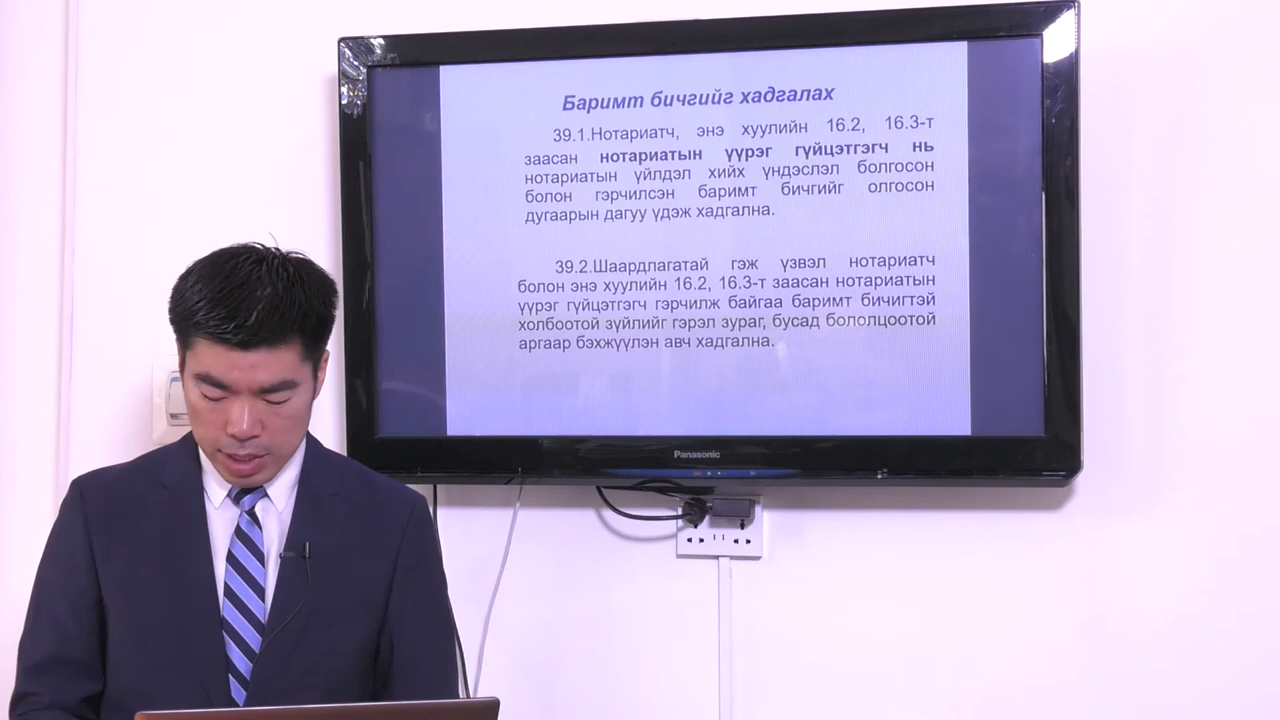 Баримт бичгийг хадгалах
39.1.Нотариатч, энэ хуулийн 16.2, 16.3-т
заасан нотариатын үүрэг гүйцэтгэгч нь
нотариатын үйлдэл хийх үндэслэл болгосон
болон гэрчилсэн баримт бичгийг олгосон
дугаарын дагуу үдэж хадгална.
39.2.Шаардлагатай гэж үзвэл нотариатч
болон энэ хуулийн 16.2, 16.3-т заасан нотариатын
үүрэг гүйцэтгэгч гэрчилж байгаа баримт бичигтэй
холбоотой зүйлийг гэрэл зураг, бусад бололцоотой
аргаар бэхжүүлэн авч хадгална.
Panasonic